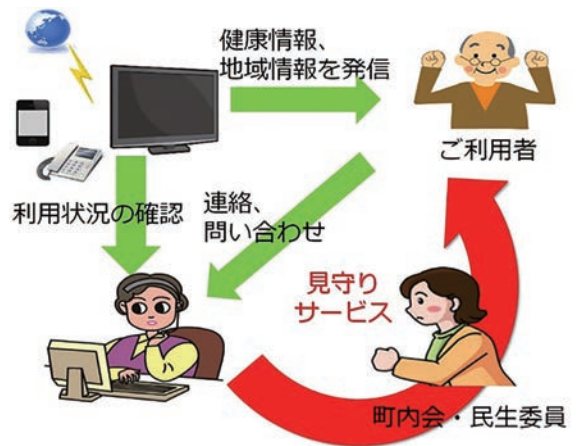 健康情報、
地域情報を発信
ご利用者
利用状況の確認
連絡、
問い合わせ
見守り
サービス
町内会・民生委員